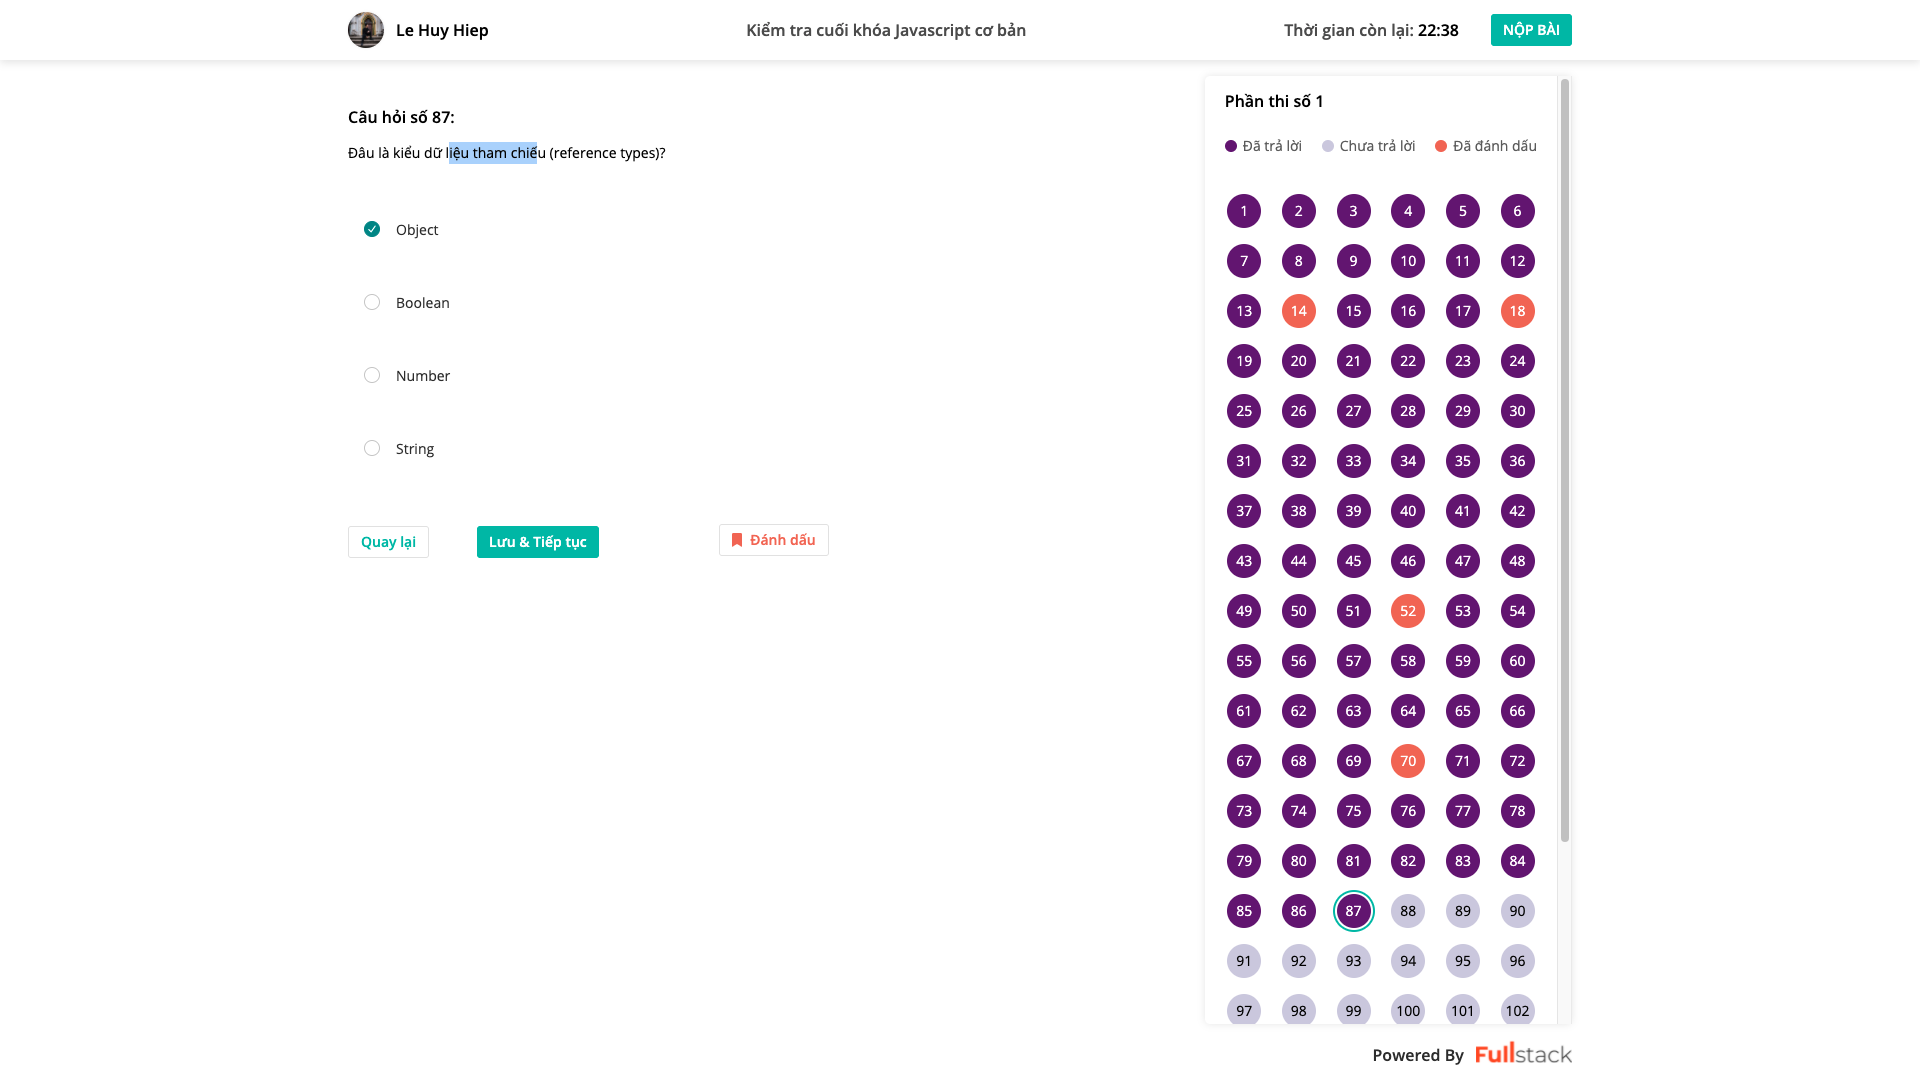 Le Huy Hiep
Kiểm tra cuối khóa Javascript cơ bản
Thời gian còn lại: 22:38
NỘP BÀI
Câu hỏi số 87:
Đâu là kiểu dữ liệu tham chiếu (reference types)?
Object
Boolean
Number
String
Quay lại
Lưu & Tiếp tục
Đánh dấu
Phần thi số 1
Đã trả lời Chưa trả lời Đã đánh dấu
1 2 3 4 5 6
7 8 9 10 11 12
13 14 15 16 17 18
19 20 21 22 23 24
25 26 27 28 29 30
31 32 33 34 35 36
37 38 39 40 41 42
43 44 45 46 47 48
49 50 51 52 53 54
55 56 57 58 59 60
61 62 63 64 65 66
67 68 69 70 71 72
73 74 75 76 77 78
79 80 81 82 83 84
85 86 87 88 89 90
91 92 93 94 95 96
97 98 99 100 101 102
Powered By Fullstack